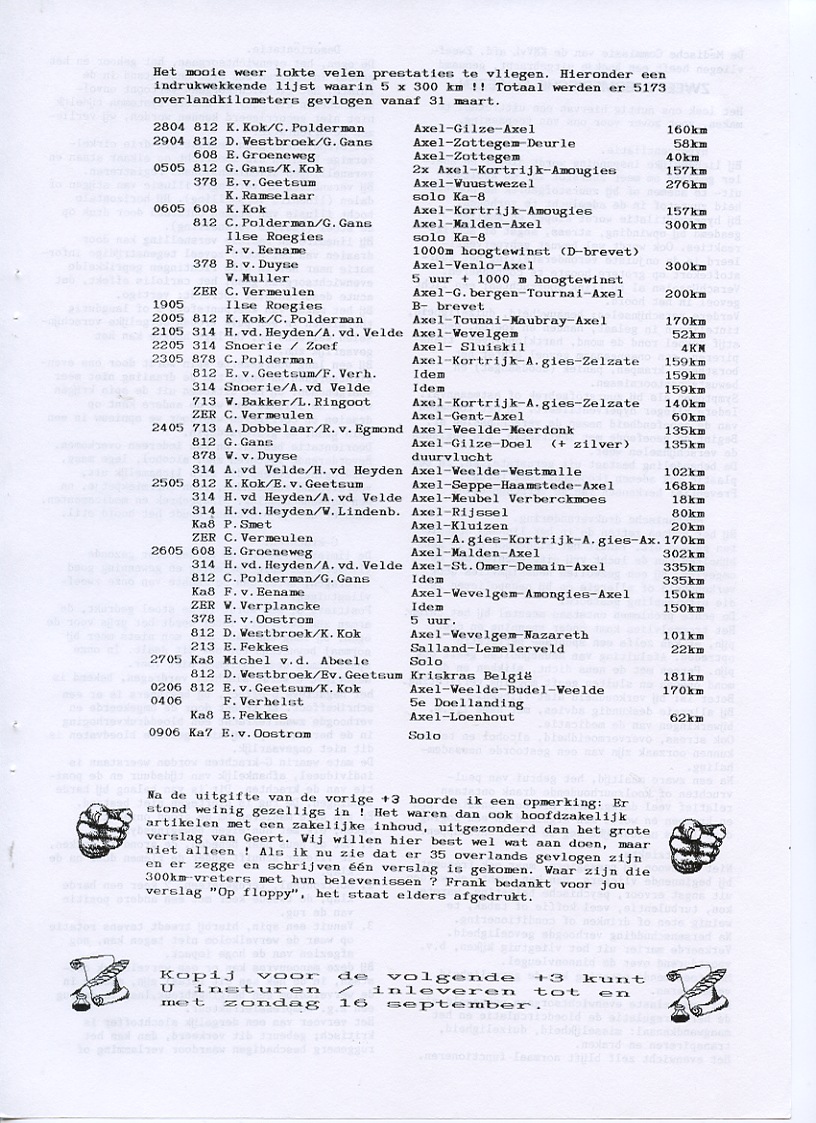 Het mooie weer lokte velen prestaties te vliegen. Hieronder een
indrukwekkende lijst waarin 5 x 300 km !! Totaal werden er 5173
overlandkilometers gevlogen vanaf 31 maart.
2804 812 K.Kok/C.Polderman Axel-Gilze-Axel 160km
2904 812 D.Westbroek/G.Gans Axel-Zottegem-Deurle 58km
608 E.Groeneweg Axel-Zottegem 40km
0505 812 G.Gans/K.Kok 2x Axel-Kortrijk-Amougies 157km
378 E.v.Geetsum Axel-Wuustwezel 276km
K.Ramselaar solo Ka-8
0605 608 K.Kok Axel-Kortrijk-Amougies 157km
812 C.Polderman/G.Gans Axel-Malden-Axel 300km
Ilse Roegies solo Ka-8
F.v.Eename 1000m hoogtewinst (D-brevet)
378 B.v.Duyse Axel-Venlo-Axel 300km
W.Muller 5 uur + 1000 m hoogtewinst
ZER C.Vermeulen Axel-G.bergen-Tournai-Axel 200km
1905 Ilse Roegies B- brevet
2005 812 K.Kok/C.Polderman Axel-Tounai-Maubray-Axel 170km
2105 314 H.vd.Heyden/A.vd.Velde Axel-Wevelgem 52km
2205 314 Snoerie / Zoef Axel- Sluiskil 4KM
2305 878 C.Polderman Axel-Kortrijk-A.gies-Zelzate 159km
812 E.v.Geetsum/F.Verh. Idem 159km
314 Snoerie/A.vd Velde Idem 159km
713 W.Bakker/L.Ringoot Axel-Kortrijk-A.gies-Zelzate 140km
ZER C.Vermeulen Axel-Gent-Axel 60km
2405 713 A.Dobbelaar/R.v.Egmond Axel-Weelde-Meerdonk 135km
812 G.Gans Axel-Gilze-Doel (+ zilver) 135km
878 W.v.Duyse duurvlucht
314 A.vd Velde/H.vd Heyden Axel-Weelde-Westmalle 102km
2505 812 K.Kok/E.v.Geetsum Axel-Seppe-Haamstede-Axel 168km
314 H.vd Heyden/A.vd Velde Axel-Meubel Verberckmoes 18km
314 H.vd.Heyden/W.Lindenb. Axel-Rijssel 80km
Ka8 P.Smet Axel-Kluizen 20km
ZER C.Vermeulen Axel-A.gies-Kortrijk-A.gies-Ax.170km
2605 608 E.Groeneweg Axel-Malden-Axel 302km
314 H.vd.Heyden/A.vd.Velde Axel-St.Omer-Demain-Axel 335km
812 C.Polderman/G.Gans Idem 335km
Ka8 F.v.Eename Axel-Wevelgem-Amongies-Axel 150km
ZER W.Verplancke Idem 150km
378 E.v.Oostrom 5 uur.
812 D.Westbroek/K.Kok Axel-Wevelgem-Nazareth 101km
213 E.Fekkes Salland-Lemelerveld 22km
2705 Ka8 Michel v.d. Abeele Solo
812 D.Westbroek/Ev.Geetsum Kriskras België 181km
0206 812 E.v.Geetsum/K.Kok Axel-Weelde-Budel-Weelde 170km
0406 F.Verhelst 5e Doellanding
Ka8 E.Fekkes Axel-Loenhout 62km
0906 Ka7 E.v.Oostrom Solo
Na de uitgifte van de vorige +3 hoorde ik een opmerking: Er
stond weinig gezelligs in ! Het waren dan ook hoofdzakelijk
artikelen met een zakelijke inhoud, uitgezonderd dan het grote
verslag van Geert. Wij willen hier best wel wat aan doen, maar
niet alleen ! Als ik nu zie dat er 35 overlands gevlogen zijn
en er zegge en schrijven één verslag is gekomen. Waar zijn die
300km-vreters met hun belevenissen ? Frank bedankt voor jou
verslag "Op floppy", het staat elders afgedrukt.
Kopij voor de volgende +3 kunt
U insturen / inleveren tot en
met zondag 16 september.